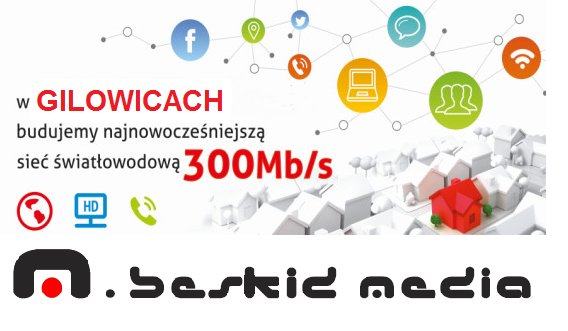 w GILOWICACH
budujemy najnowocześniejszą
sieć światłowodową 300Mb/s
HD
. beskid media